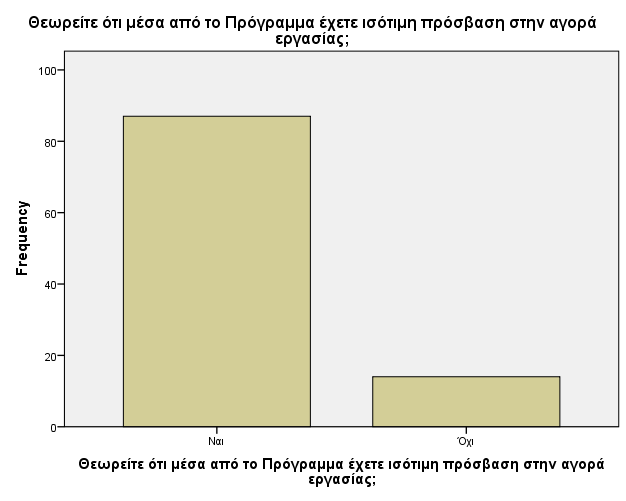 Θεωρείτε ότι μέσα από το Πρόγραμμα έχετε ισότιμη πρόσβαση στην αγορά
εργασίας;
100
80
60
40
20
0
Frequency
Ναι
Όχι
Θεωρείτε ότι μέσα από το Πρόγραμμα έχετε ισότιμη πρόσβαση στην αγορά
εργασίας;